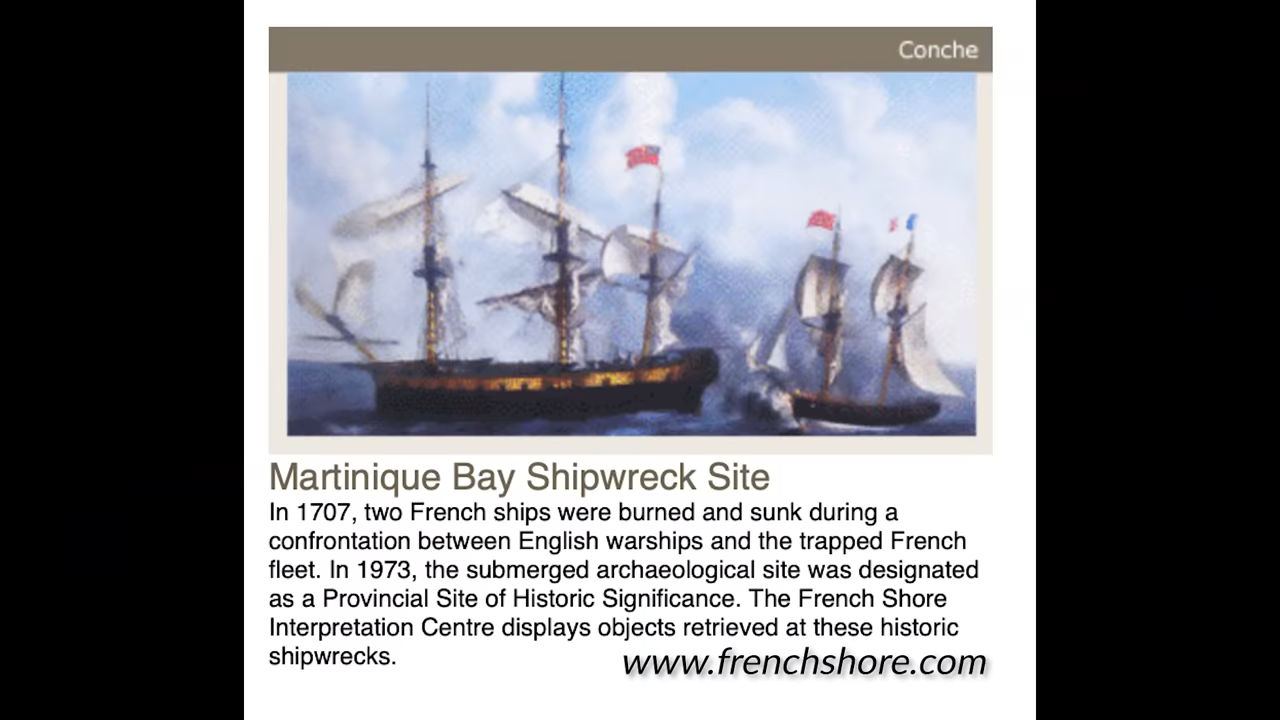 Conche
Martinique Bay Shipwreck Site
In 1707, two French ships were burned and sunk during a
confrontation between English warships and the trapped French
fleet. In 1973, the submerged archaeological site was designated
as a Provincial Site of Historic Significance. The French Shore
Interpretation Centre displays objects retrieved at these historic
shipwrecks.
www.frenchshore.com